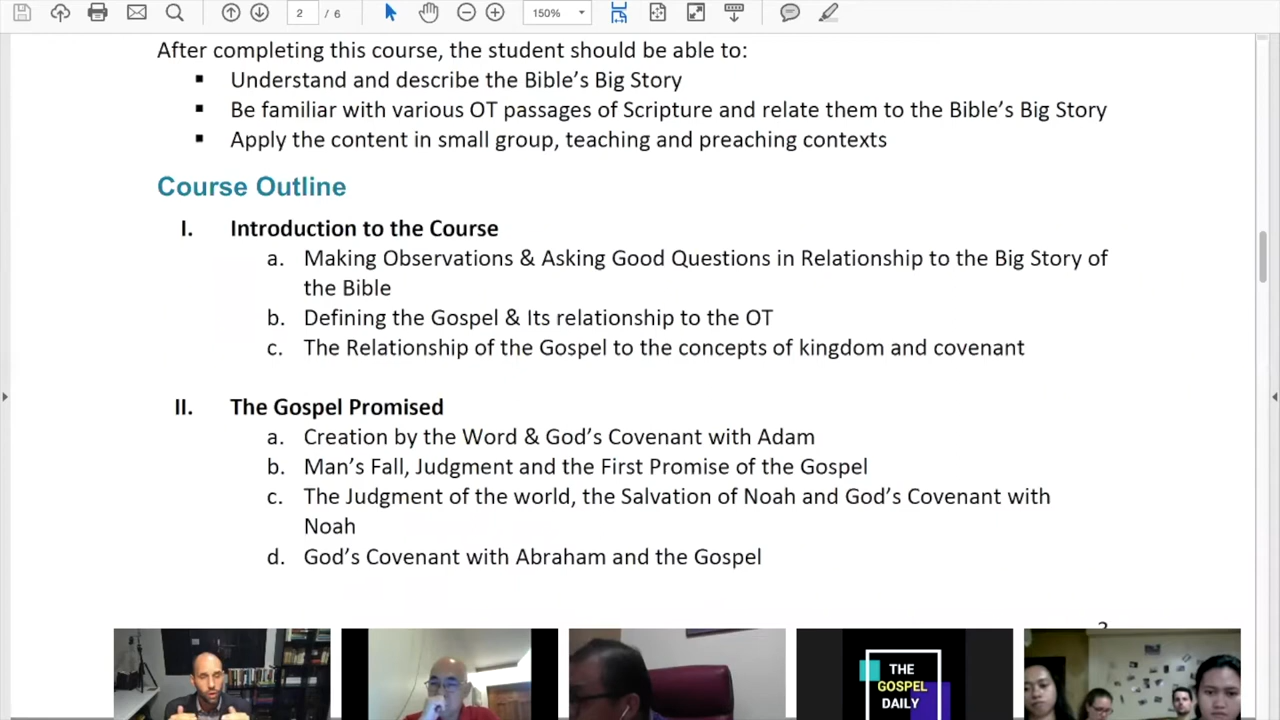 2 / 6
150%
After completing this course, the student should be able to:
▪ Understand and describe the Bible’s Big Story
▪ Be familiar with various OT passages of Scripture and relate them to the Bible’s Big Story
▪ Apply the content in small group, teaching and preaching contexts
Course Outline
I. Introduction to the Course
a. Making Observations & Asking Good Questions in Relationship to the Big Story of
the Bible
b. Defining the Gospel & Its relationship to the OT
c. The Relationship of the Gospel to the concepts of kingdom and covenant
II. The Gospel Promised
a. Creation by the Word & God’s Covenant with Adam
b. Man’s Fall, Judgment and the First Promise of the Gospel
c. The Judgment of the world, the Salvation of Noah and God’s Covenant with
Noah
d. God’s Covenant with Abraham and the Gospel
THE
GOSPEL
DAILY